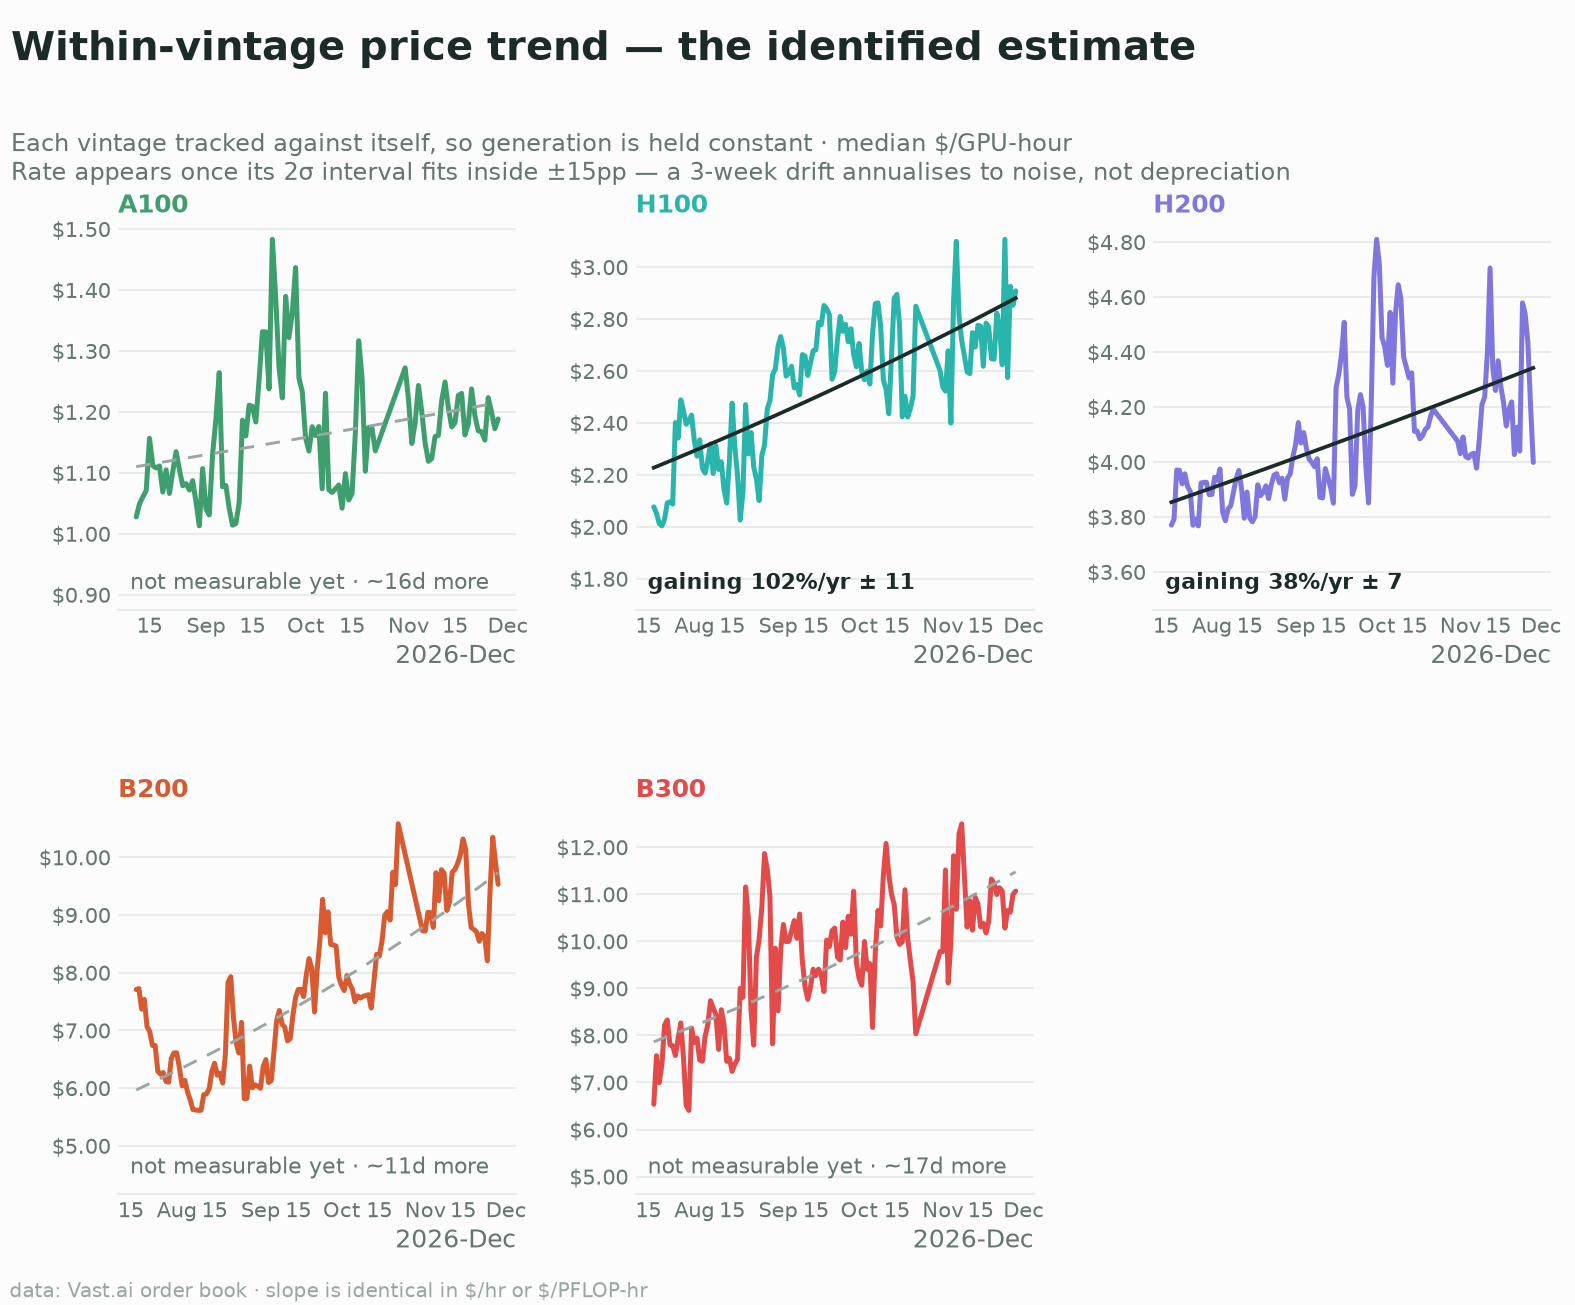 Within-vintage price trend — the identified estimate
Each vintage tracked against itself, so generation is held constant · median $/GPU-hour
Rate appears once its 2σ interval fits inside ±15pp — a 3-week drift annualises to noise, not depreciation
A100
$1.50
$1.40
$1.30
$1.20
$1.10
$1.00
$0.90
not measurable yet · ~16d more
15 Sep 15 Oct 15 Nov 15 Dec
2026-Dec
H100
$3.00
$2.80
$2.60
$2.40
$2.20
$2.00
$1.80
gaining 102%/yr ± 11
15 Aug 15 Sep 15 Oct 15 Nov 15 Dec
2026-Dec
H200
$4.80
$4.60
$4.40
$4.20
$4.00
$3.80
$3.60
gaining 38%/yr ± 7
15 Aug 15 Sep 15 Oct 15 Nov 15 Dec
2026-Dec
B200
$10.00
$9.00
$8.00
$7.00
$6.00
$5.00
not measurable yet · ~11d more
15 Aug 15 Sep 15 Oct 15 Nov 15 Dec
2026-Dec
B300
$12.00
$11.00
$10.00
$9.00
$8.00
$7.00
$6.00
$5.00
not measurable yet · ~17d more
15 Aug 15 Sep 15 Oct 15 Nov 15 Dec
2026-Dec
data: Vast.ai order book · slope is identical in $/hr or $/PFLOP-hr